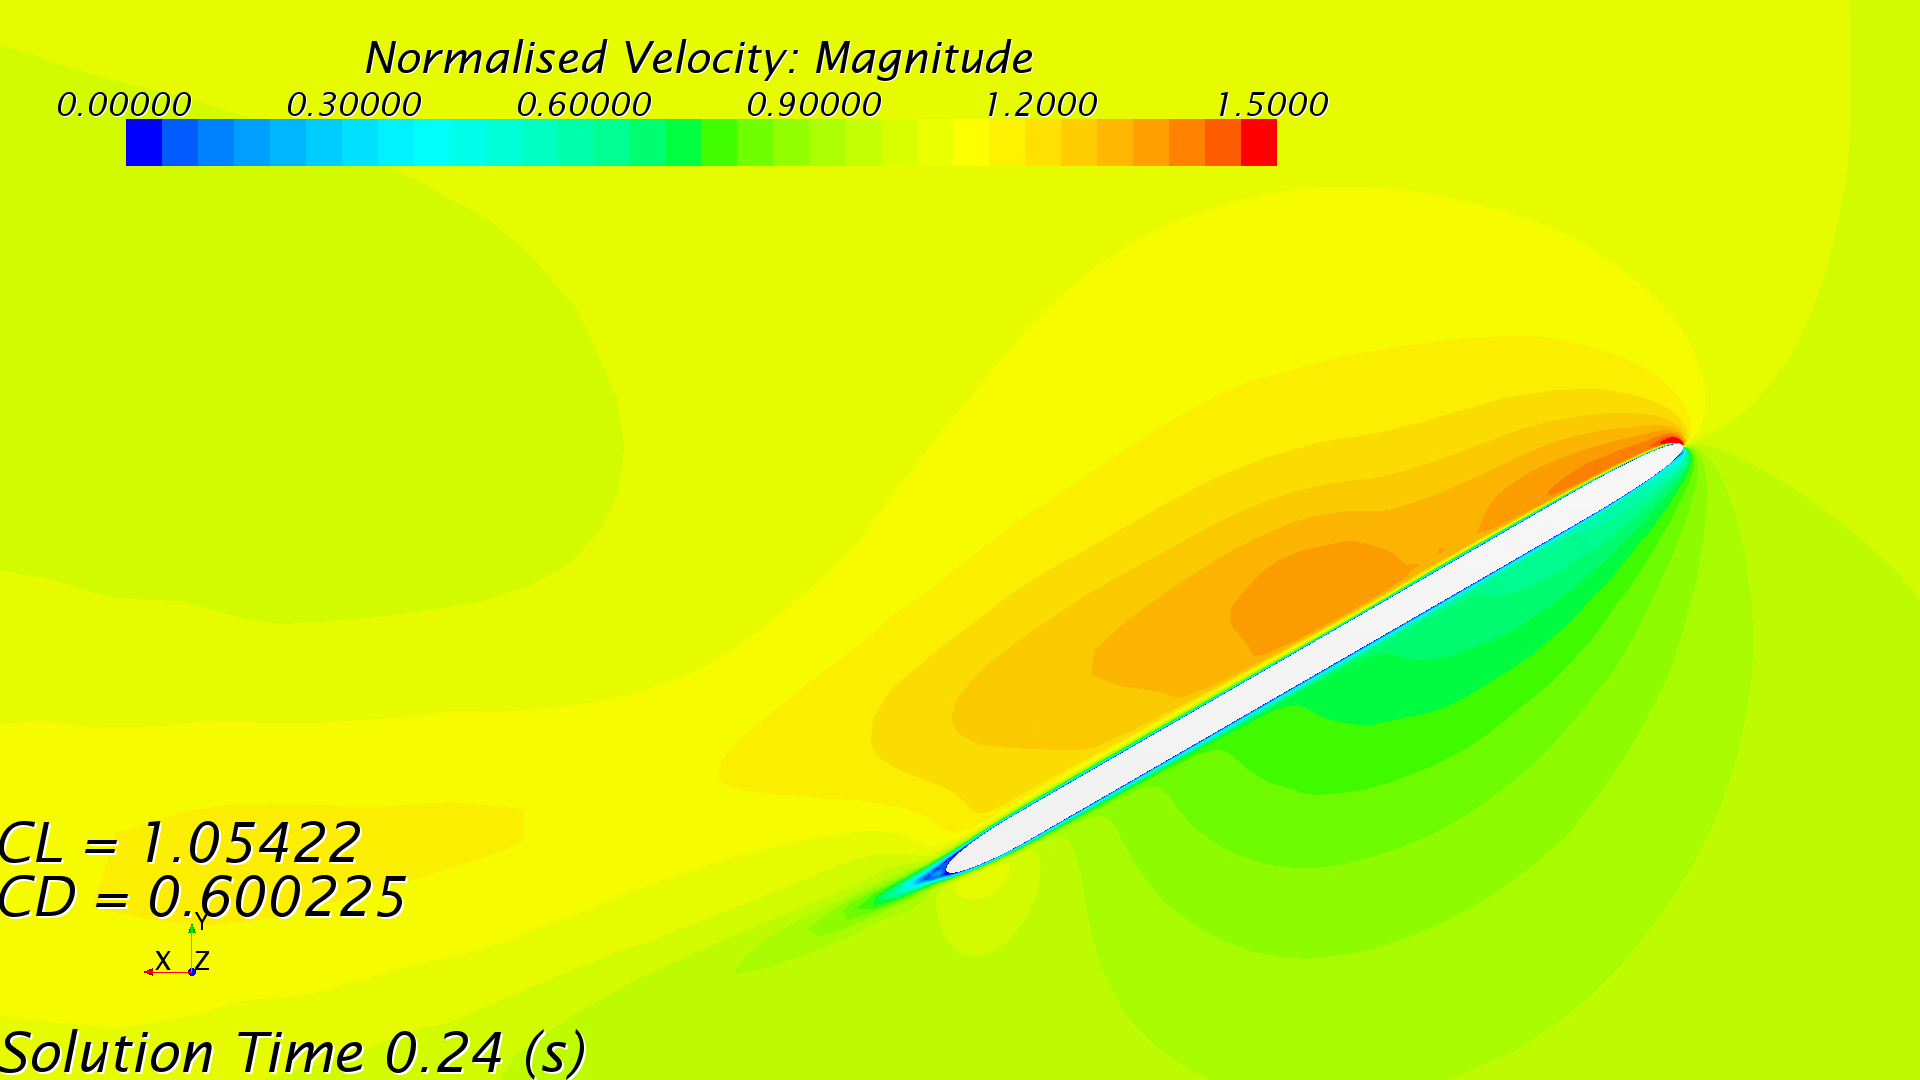 Normalised Velocity: Magnitude
0.00000 0.30000 0.60000 0.90000 1.2000 1.5000
CL = 1.05422
CD = 0.600225
Y
X Z
Solution Time 0.24 (s)